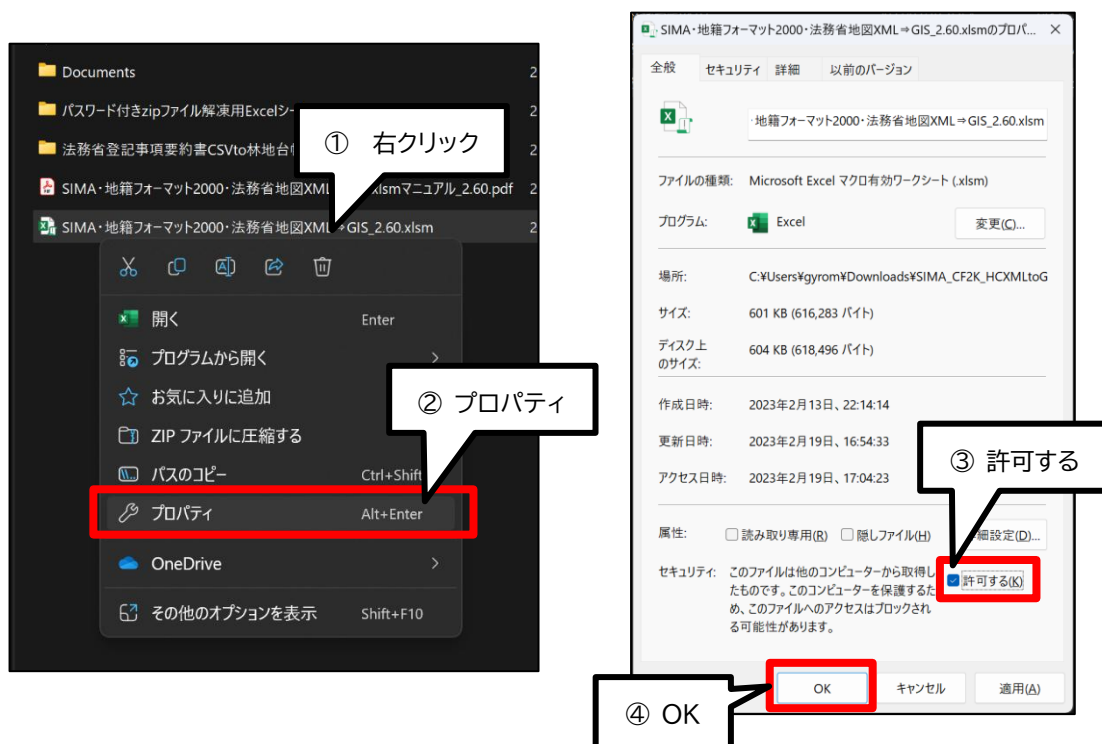 Documents
2
パスワード付きzipファイル解凍用Excelシー
2
法務省登記事項要約書CSVto林地台
2
SIMA・地籍フォーマット2000・法務省地図XML
.xlsmマニュアル_2.60.pdf
2
SIMA・地籍フォーマット2000・法務省地図XML⇒GIS_2.60.xlsm
2
① 右クリック
開く Enter
プログラムから開く
お気に入りに追加
ZIP ファイルに圧縮する
パスのコピー Ctrl+Shift
プロパティ Alt+Enter
OneDrive
その他のオプションを表示 Shift+F10
② プロパティ
SIMA・地籍フォーマット2000・法務省地図XML⇒GIS_2.60.xlsmのプロパ...
全般 セキュリティ 詳細 以前のバージョン
・地籍フォーマット2000・法務省地図XML⇒GIS_2.60.xlsm
ファイルの種類: Microsoft Excel マクロ有効ワークシート (.xlsm)
プログラム: Excel 変更(C)...
場所: C:¥Users¥gyrom¥Downloads¥SIMA_CF2K_HCXMLtoG
サイズ: 601 KB (616,283 バイト)
ディスク上
のサイズ: 604 KB (618,496 バイト)
作成日時: 2023年2月13日、22:14:14
更新日時: 2023年2月19日、16:54:33
アクセス日時: 2023年2月19日、17:04:23
③ 許可する
属性: 読み取り専用(R) 隠しファイル(H) 細設定(D)...
セキュリティ: このファイルは他のコンピューターから取得し
たものです。このコンピューターを保護するた
め、このファイルへのアクセスはブロックされ
る可能性があります。
許可する(K)
OK キャンセル 適用(A)
④ OK